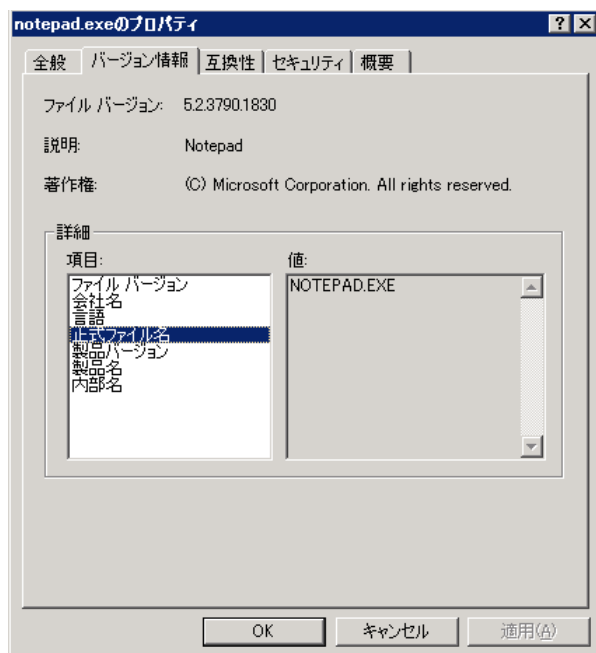 notepad.exeのプロパティ
全般 バージョン情報 互換性 セキュリティ 概要
ファイル バージョン: 5.2.3790.1830
説明: Notepad
著作権: (C) Microsoft Corporation. All rights reserved.
詳細
項目: 値:
ファイル バージョン NOTEPAD.EXE
会社名
言語
正式ファイル名
製品バージョン
製品名
内部名
OK キャンセル 適用(A)